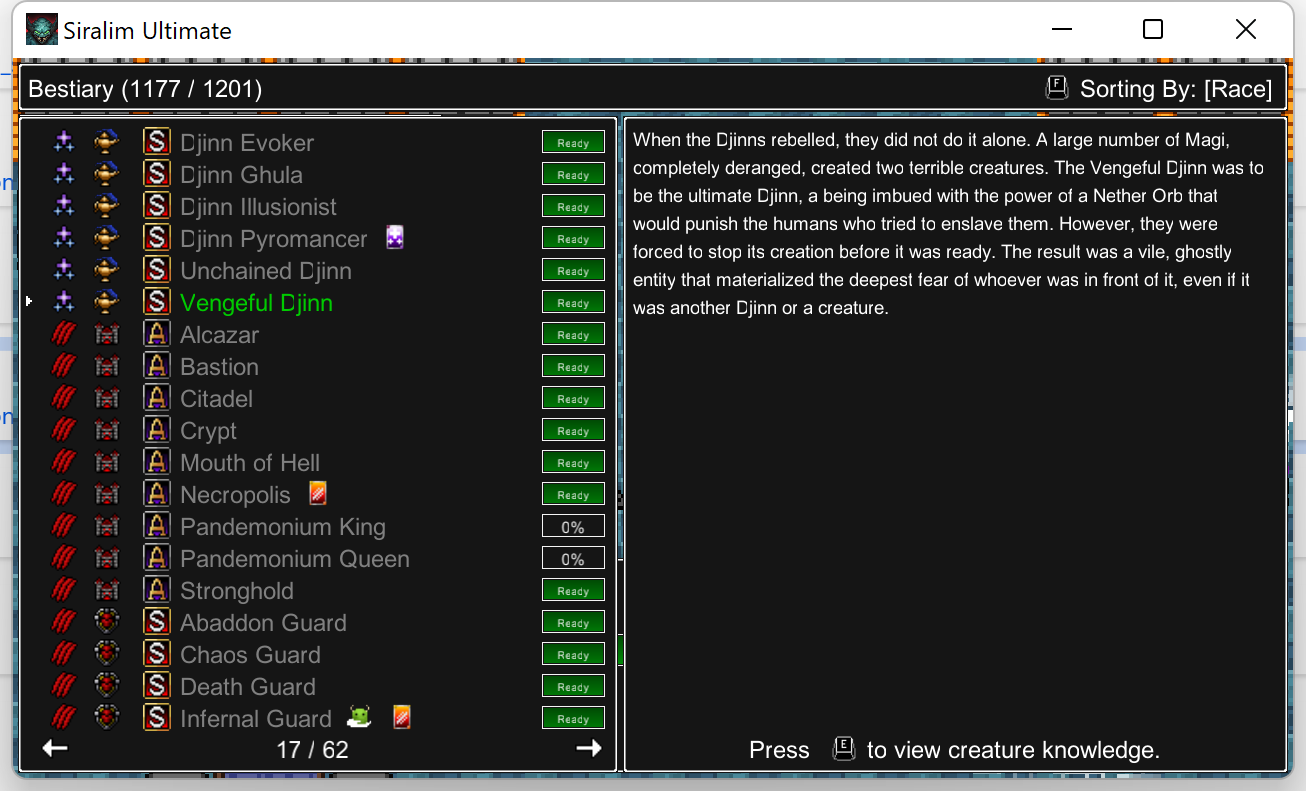 Siralim Ultimate
Bestiary (1177 / 1201)
F Sorting By: [Race]
S Djinn Evoker Ready
S Djinn Ghula Ready
S Djinn Illusionist Ready
S Djinn Pyromancer Ready
S Unchained Djinn Ready
S Vengeful Djinn Ready
A Alcazar Ready
A Bastion Ready
A Citadel Ready
A Crypt Ready
A Mouth of Hell Ready
A Necropolis Ready
A Pandemonium King 0%
A Pandemonium Queen 0%
A Stronghold Ready
S Abaddon Guard Ready
S Chaos Guard Ready
S Death Guard Ready
S Infernal Guard Ready
17 / 62
When the Djinns rebelled, they did not do it alone. A large number of Magi,
completely deranged, created two terrible creatures. The Vengeful Djinn was to
be the ultimate Djinn, a being imbued with the power of a Nether Orb that
would punish the humans who tried to enslave them. However, they were
forced to stop its creation before it was ready. The result was a vile, ghostly
entity that materialized the deepest fear of whoever was in front of it, even if it
was another Djinn or a creature.
Press E to view creature knowledge.